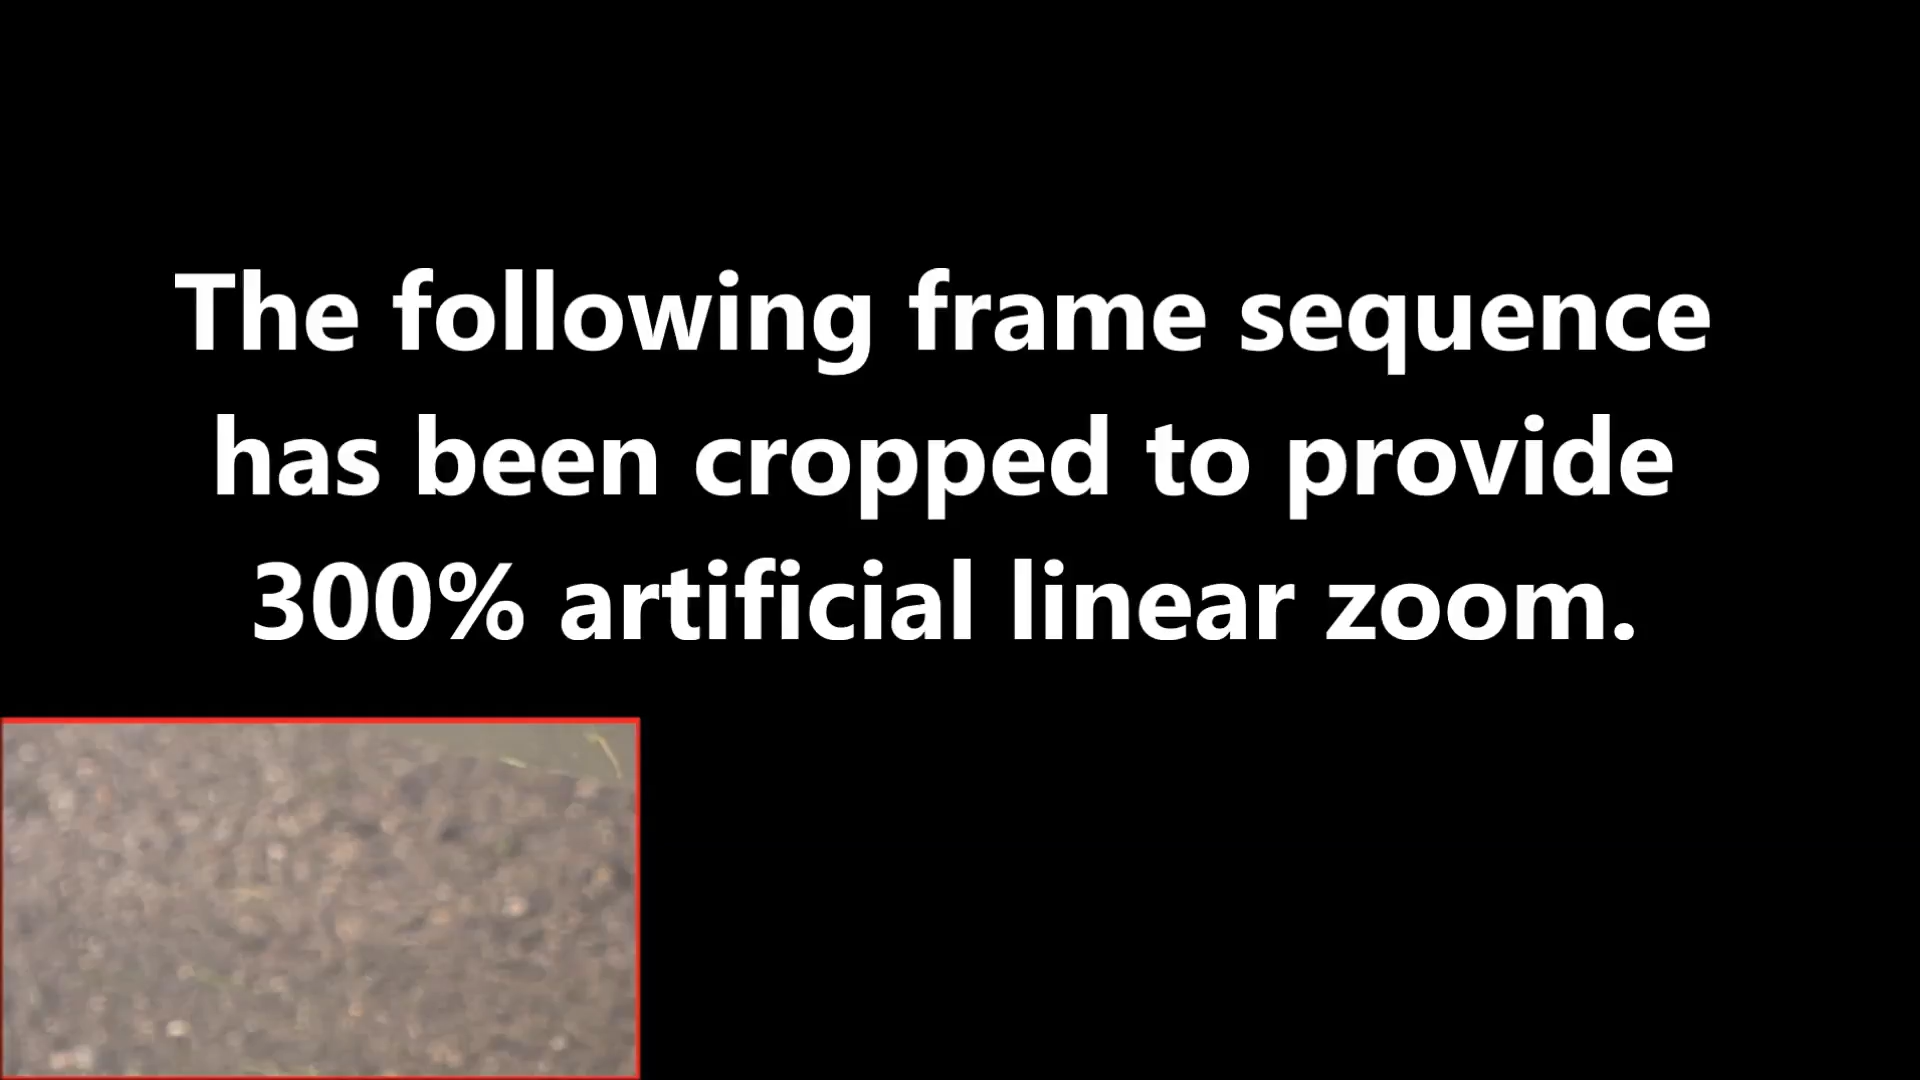 The following frame sequence
has been cropped to provide
300% artificial linear zoom.